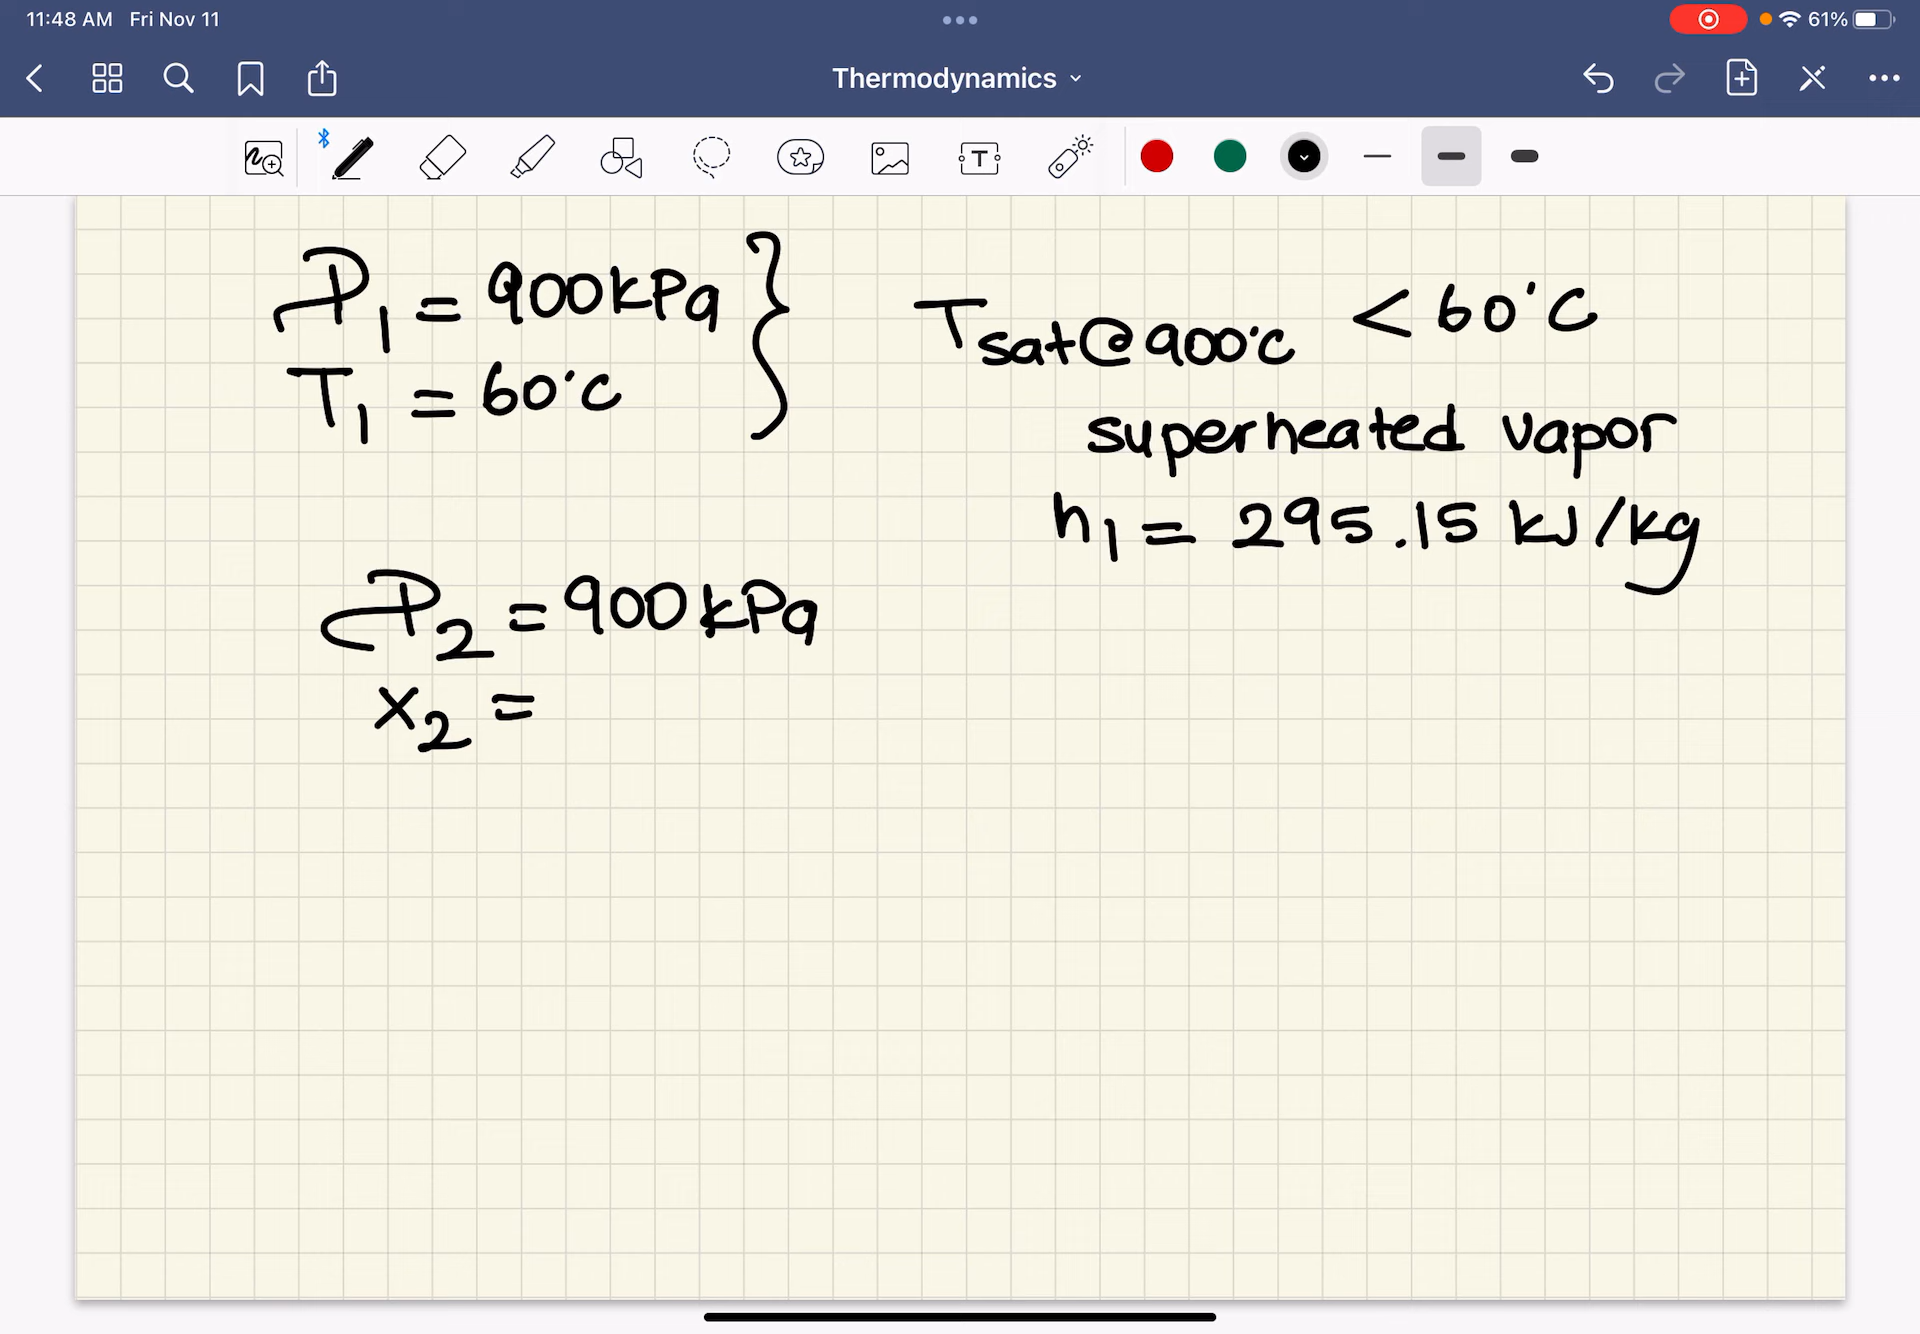 11:48 AM Fri Nov 11
61%
Thermodynamics
T
P₁ = 900kPa
T₁ = 60°C
Tsat@900°C < 60°C
superheated vapor
h₁ = 295.15 kJ/kg
P₂ = 900kPa
x₂ =